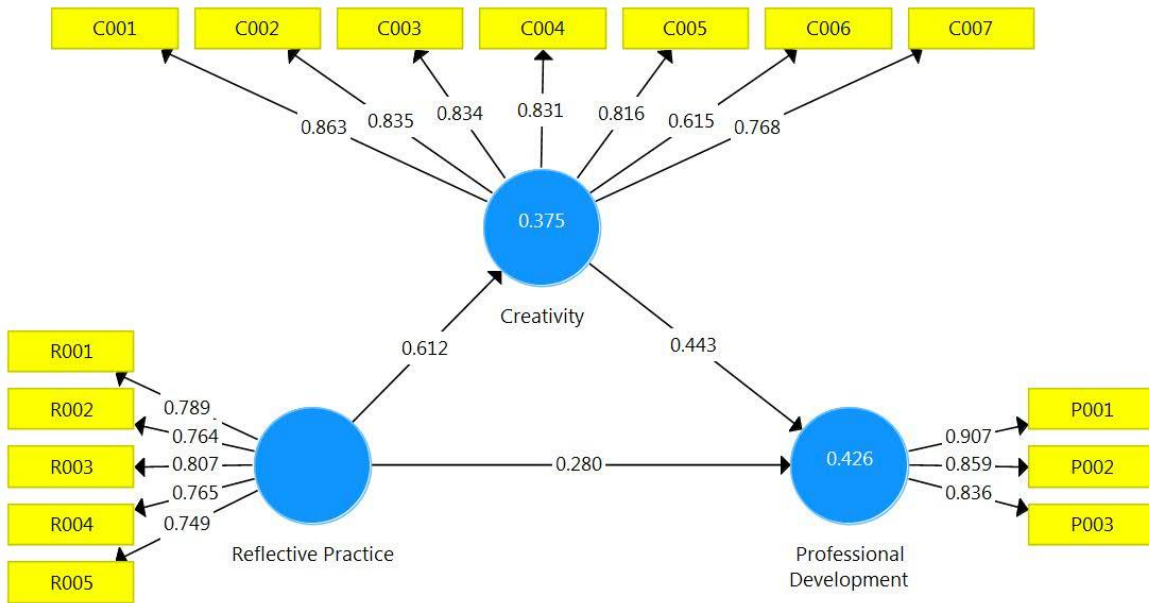 C001 C002 C003 C004 C005 C006 C007
0.863 0.835 0.834 0.831 0.816 0.615 0.768
0.375
Creativity
0.612
0.443
R001
R002
R003
R004
R005
0.789
0.764
0.807
0.765
0.749
Reflective Practice
0.280
0.426
Professional
Development
0.907
0.859
0.836
P001
P002
P003